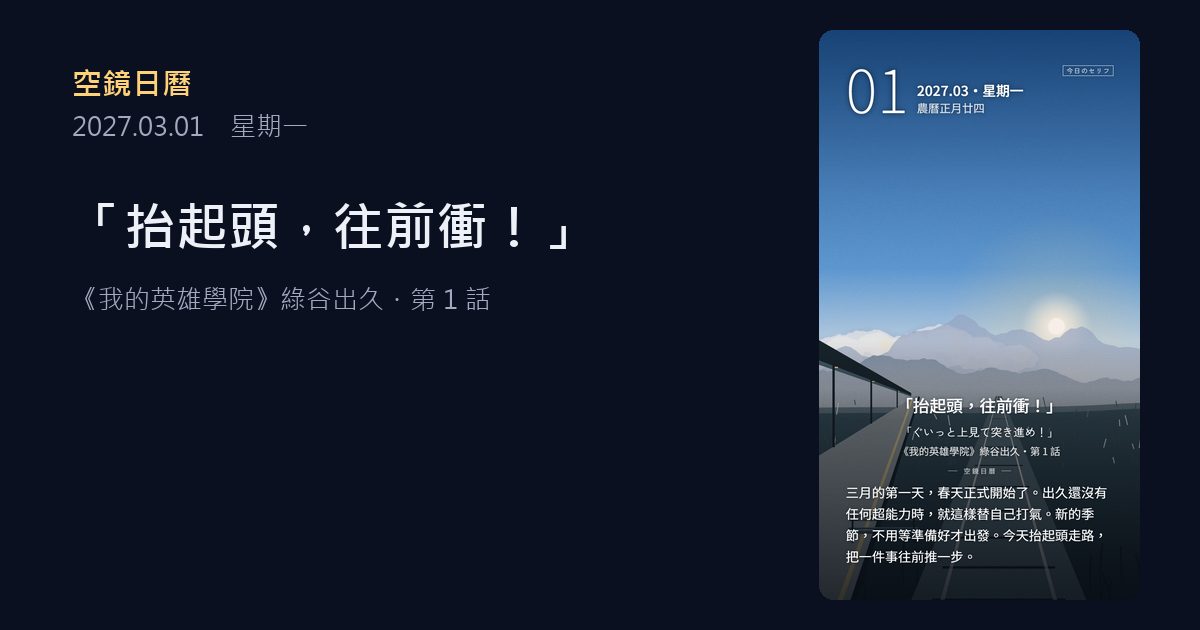 空鏡日曆
2027.03.01 星期一
「抬起頭，往前衝！」
《我的英雄學院》綠谷出久・第 1 話
01
2027.03・星期一
農曆正月廿四
今日のセリフ
「抬起頭，往前衝！」
「ぐいっと上見て突き進め！」
《我的英雄學院》綠谷出久・第 1 話
— 空鏡日曆 —
三月的第一天，春天正式開始了。出久還沒有
任何超能力時，就這樣替自己打氣。新的季
節，不用等準備好才出發。今天抬起頭走路，
把一件事往前推一步。